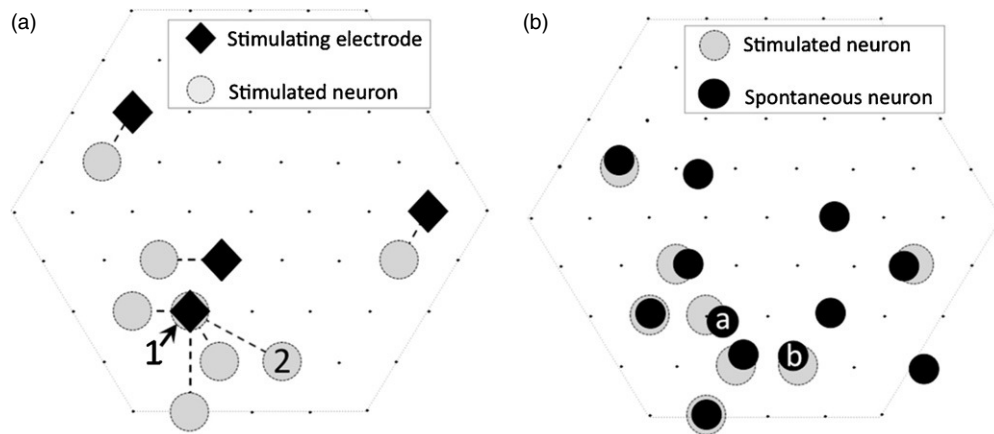 (a)
Stimulating electrode
Stimulated neuron
1
2
(b)
Stimulated neuron
Spontaneous neuron
a
b